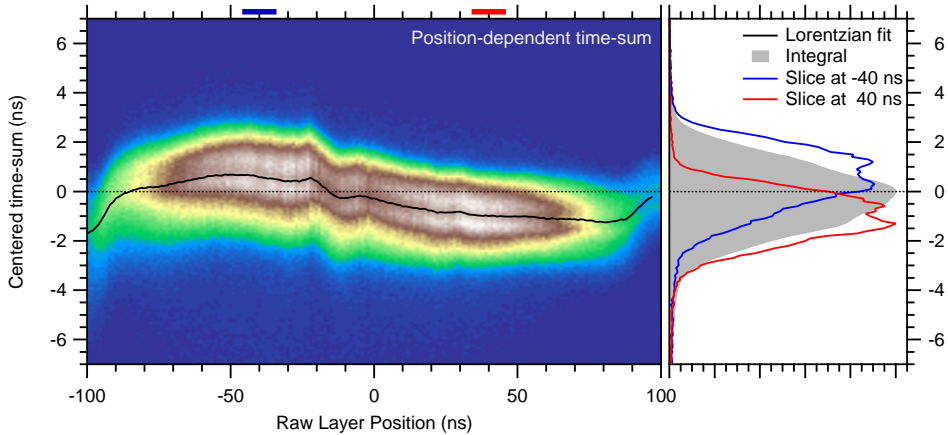 Position-dependent time-sum
Centered time-sum (ns)
6
4
2
0
-2
-4
-6
-100
-50
0
50
100
Raw Layer Position (ns)
Lorentzian fit
Integral
Slice at -40 ns
Slice at  40 ns
6
4
2
0
-2
-4
-6